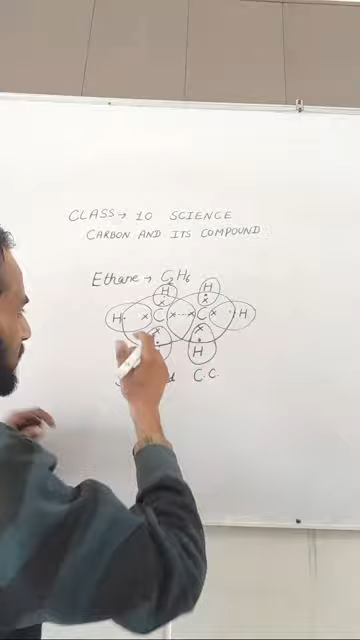 CLASS → 10 SCIENCE
CARBON AND ITS COMPOUND
Ethane → C2H6
H H
H C C H
H
C.C.